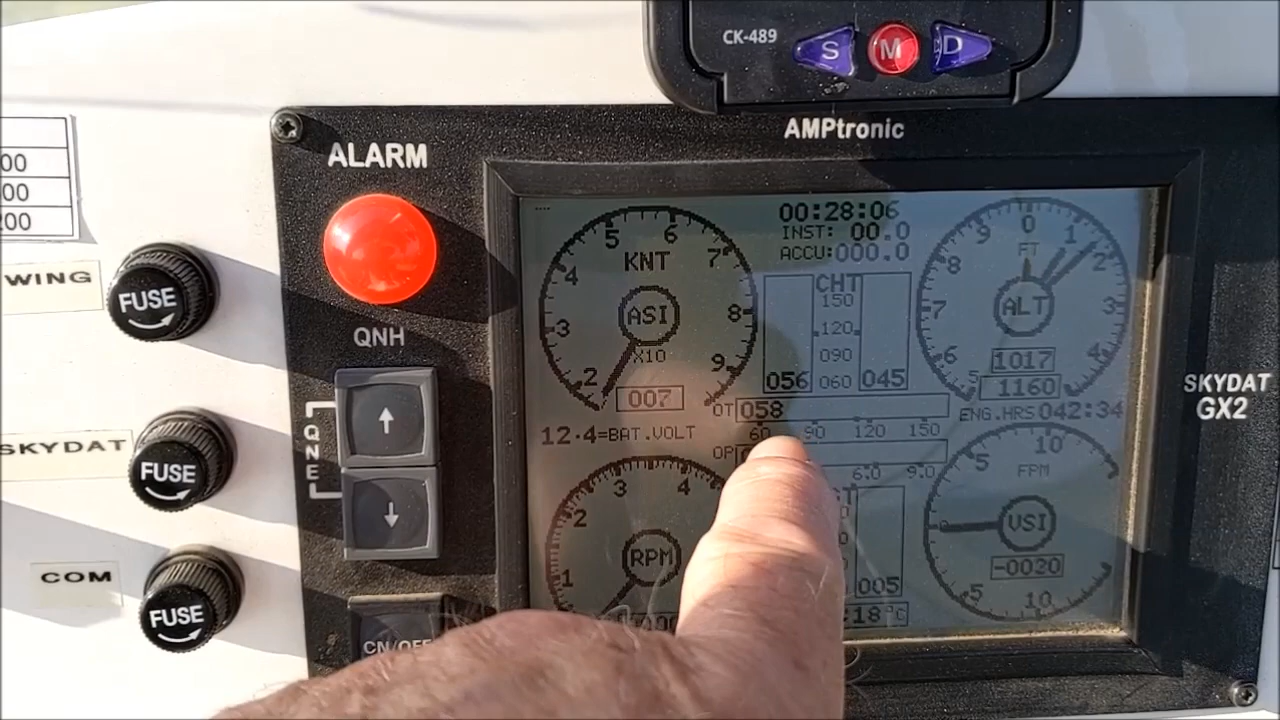 CK-489
S M D
AMPtronic
ALARM
00
00
200
WING
FUSE
SKYDAT
FUSE
COM
FUSE
QNH
QNE
SKYDAT
GX2
00:28:06
INST: 00.0
ACCU:000.0
5 6 7 8 9 2 3 4
KNT
ASI
X10
007
CHT
150
120
090
060
056 045
0 1 2 3 4 5 6 7 8 9
FT
ALT
1017
1160
OT 058
60 90 120 150
12.4=BAT.VOLT
ENG.HRS 042:34
OP
6.0 9.0
1 2 3 4
RPM
005
18°C
5 10
FPM
0
VSI
-0020
5 10